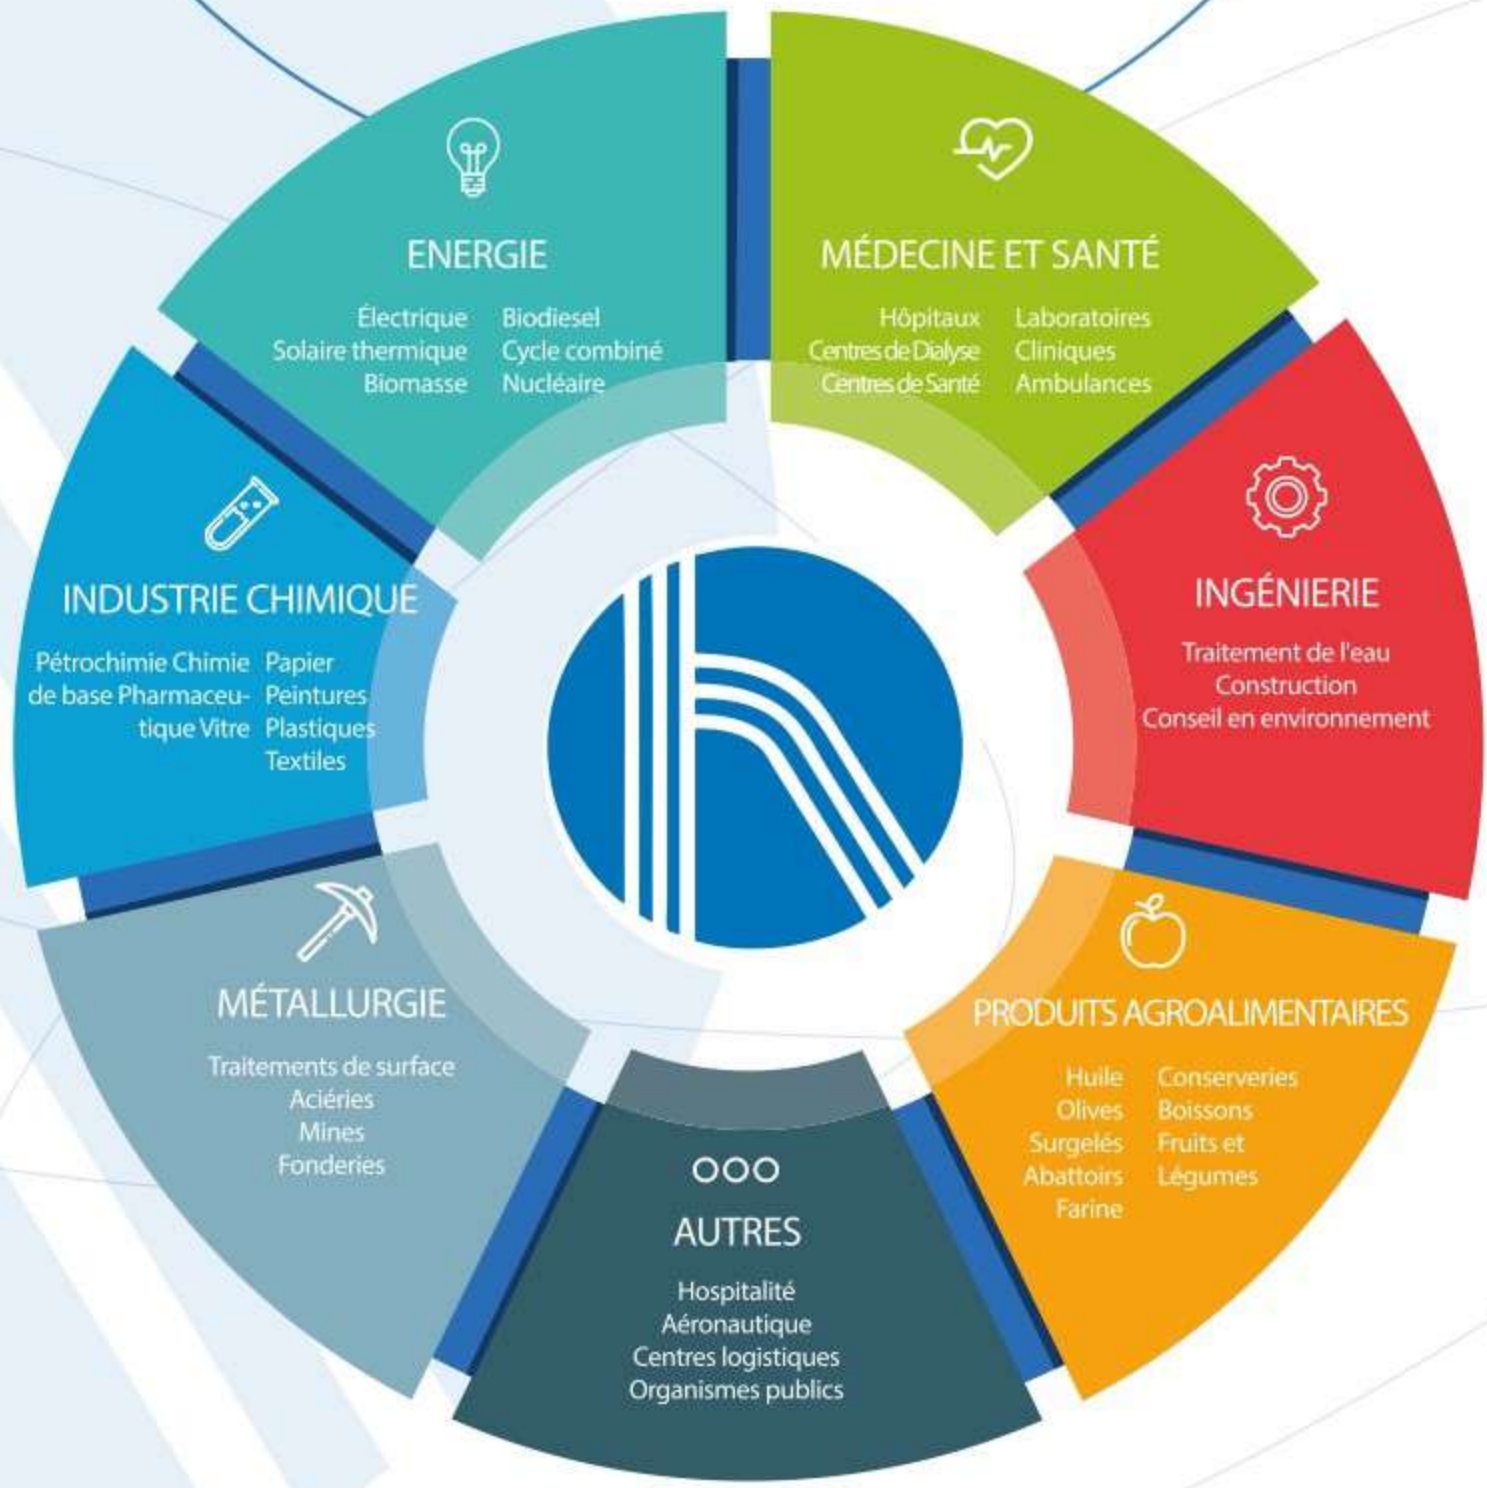 ENERGIE
Électrique
Solaire thermique
Biomasse
Biodiesel
Cycle combiné
Nucléaire
MÉDECINE ET SANTÉ
Hôpitaux
Centres de Dialyse
Centres de Santé
Laboratoires
Cliniques
Ambulances
INGÉNIERIE
Traitement de l'eau
Construction
Conseil en environnement
PRODUITS AGROALIMENTAIRES
Huile
Olives
Surgelés
Abattoirs
Farine
Conserveries
Boissons
Fruits et
Légumes
AUTRES
Hospitalité
Aéronautique
Centres logistiques
Organismes publics
MÉTALLURGIE
Traitements de surface
Aciéries
Mines
Fonderies
INDUSTRIE CHIMIQUE
Pétrochimie Chimie
de base Pharmaceu-
tique Vitre
Papier
Peintures
Plastiques
Textiles